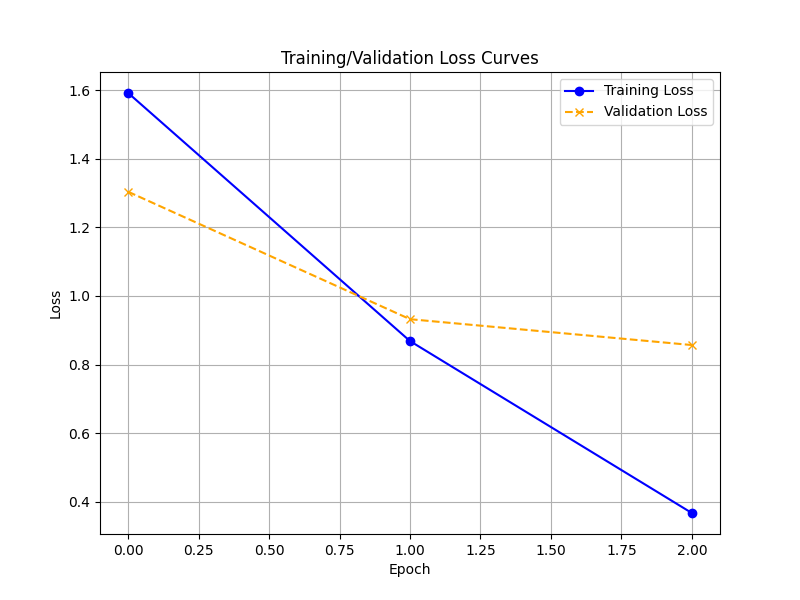 Training/Validation Loss Curves
Training Loss
Validation Loss
Loss
1.6
1.4
1.2
1.0
0.8
0.6
0.4
0.00 0.25 0.50 0.75 1.00 1.25 1.50 1.75 2.00
Epoch